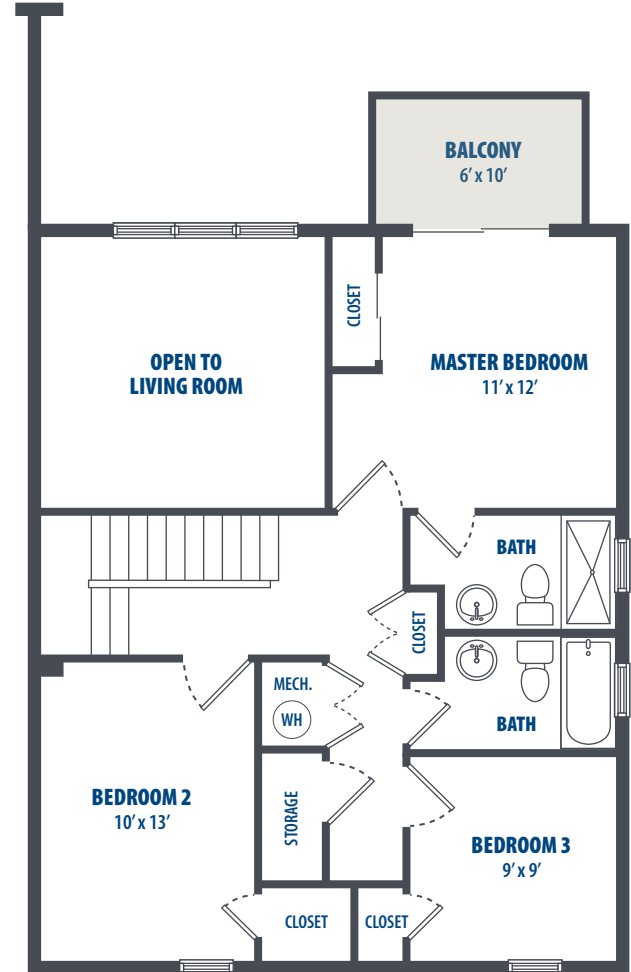 BALCONY
6' x 10'
CLOSET
OPEN TO
LIVING ROOM
MASTER BEDROOM
11' x 12'
BATH
CLOSET
MECH.
WH
BATH
BEDROOM 2
10' x 13'
STORAGE
BEDROOM 3
9' x 9'
CLOSET
CLOSET